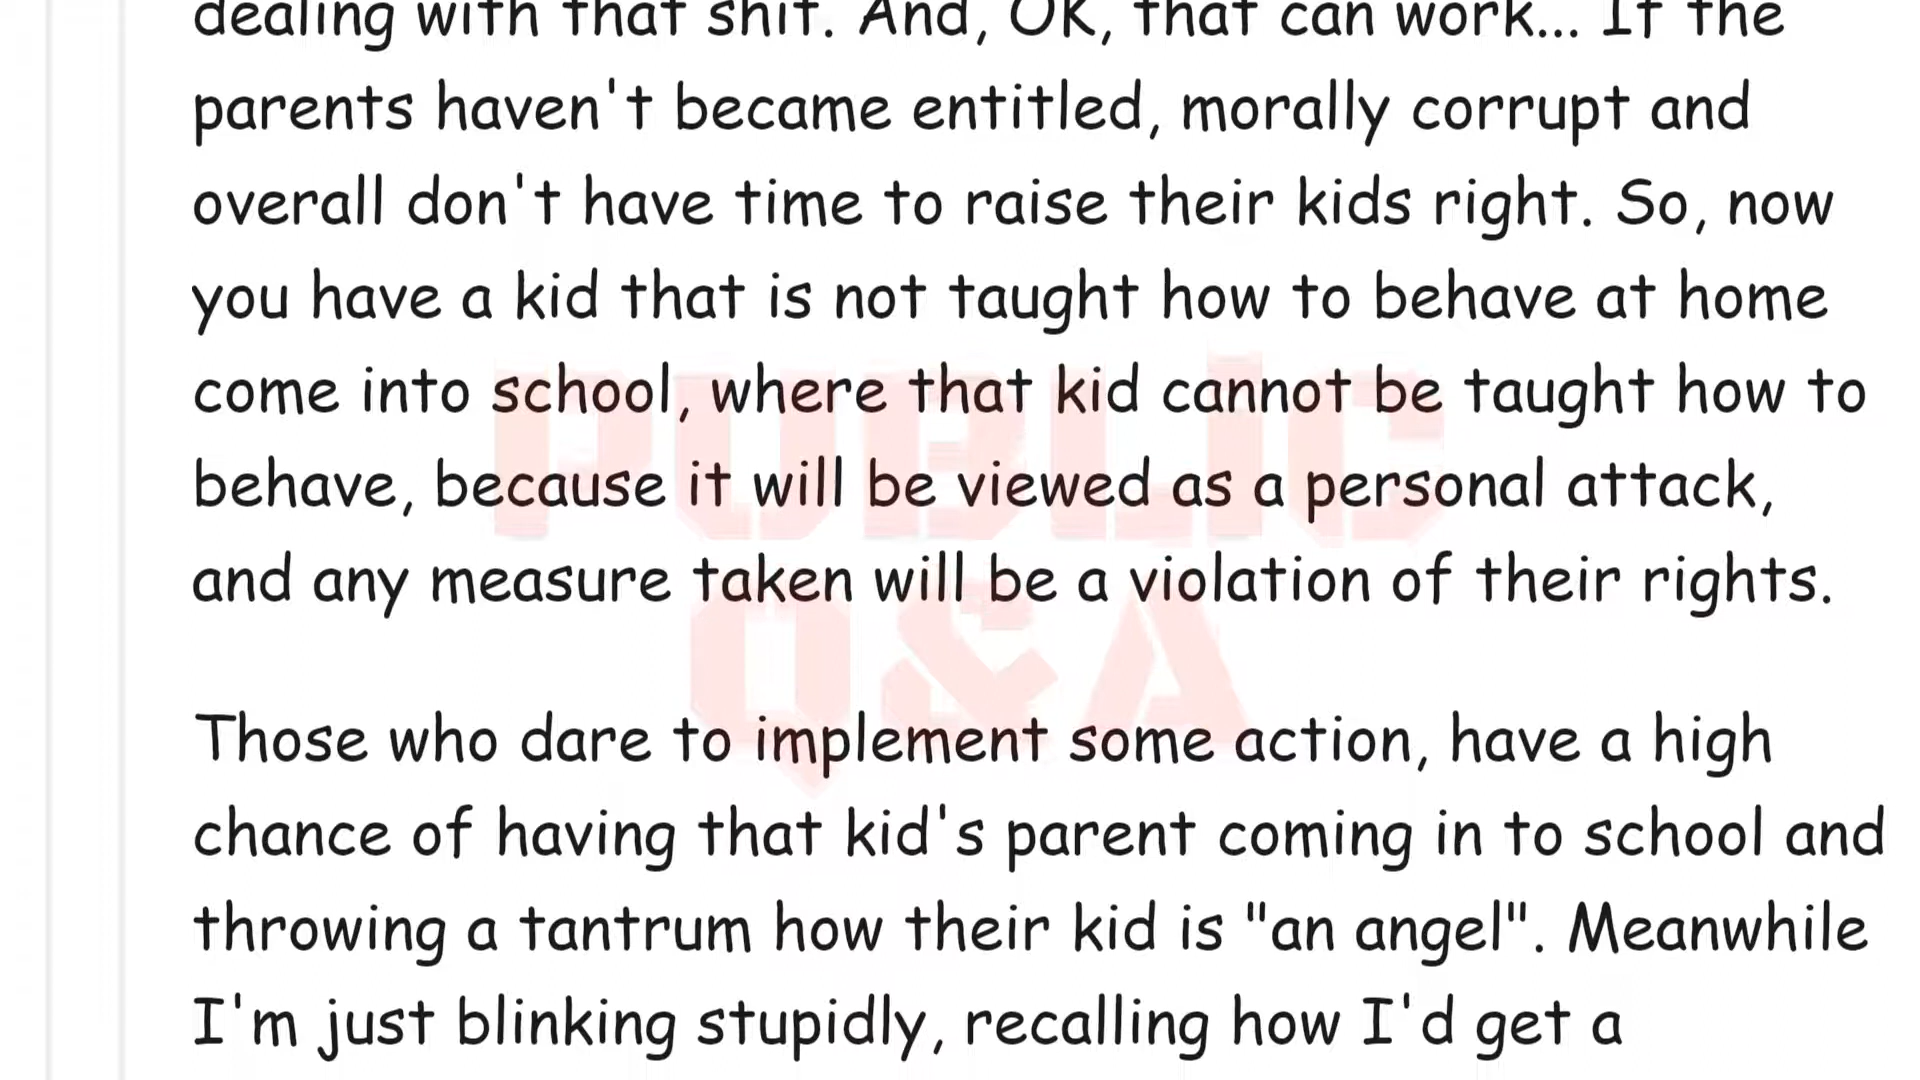 dealing with that shit. And, OK, that can work... If the
parents haven't became entitled, morally corrupt and
overall don't have time to raise their kids right. So, now
you have a kid that is not taught how to behave at home
come into school, where that kid cannot be taught how to
behave, because it will be viewed as a personal attack,
and any measure taken will be a violation of their rights.
Those who dare to implement some action, have a high
chance of having that kid's parent coming in to school and
throwing a tantrum how their kid is "an angel". Meanwhile
I'm just blinking stupidly, recalling how I'd get a
PUBLIC
Q&A